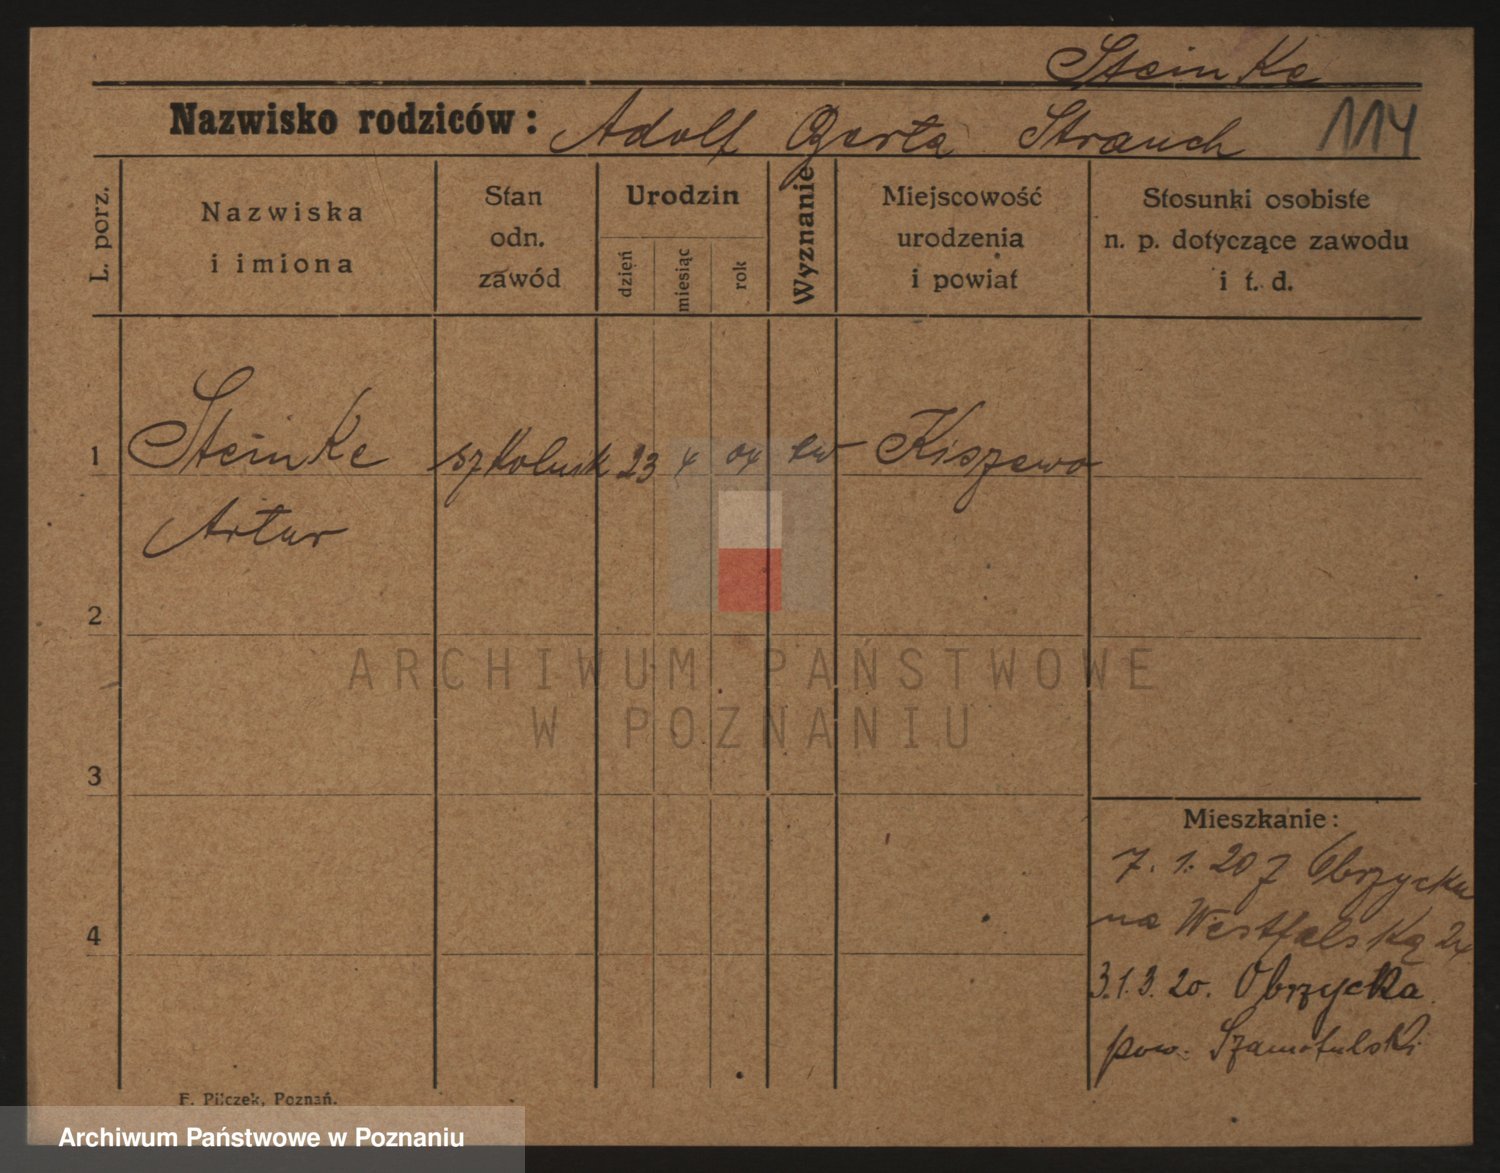 Steinke
Nazwisko rodziców: Adolf Gerta Strauch 114
L. porz.
Nazwiska
i imiona
Stan
odn.
zawód
Urodzin
dzień
miesiąc
rok
Wyznanie
Miejscowość
urodzenia
i powiat
Stosunki osobiste
n. p. dotyczące zawodu
i t. d.
1 Steinke 23 4 04 ew Kiszewo
Artur
2
ARCHIWUM PAŃSTWOWE
W POZNANIU
3
Mieszkanie:
7. 1. 20 z Obrzycka
na Westfalską 24
4
3.1.3. 20. Obrzycka
pow. Szamotulski
F. Pilczek, Poznań.
Archiwum Państwowe w Poznaniu